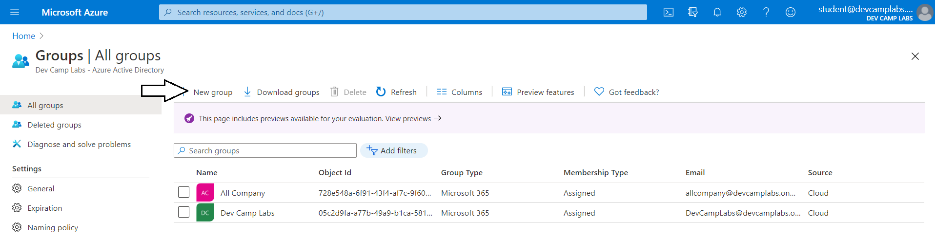 Microsoft Azure
Search resources, services, and docs (G+/)
student@devcamplabs....
DEV CAMP LABS
Home >
Groups | All groups
Dev Camp Labs - Azure Active Directory
New group
Download groups
Delete
Refresh
Columns
Preview features
Got feedback?
All groups
Deleted groups
Diagnose and solve problems
Settings
General
Expiration
Naming policy
This page includes previews available for your evaluation. View previews →
Search groups
Add filters
Name Object Id Group Type Membership Type Email Source
AC All Company Microsoft 365 Assigned allcompany@devcamplabs.on... Cloud
DC Dev Camp Labs Microsoft 365 Assigned DevCampLabs@devcamplabs.o... Cloud